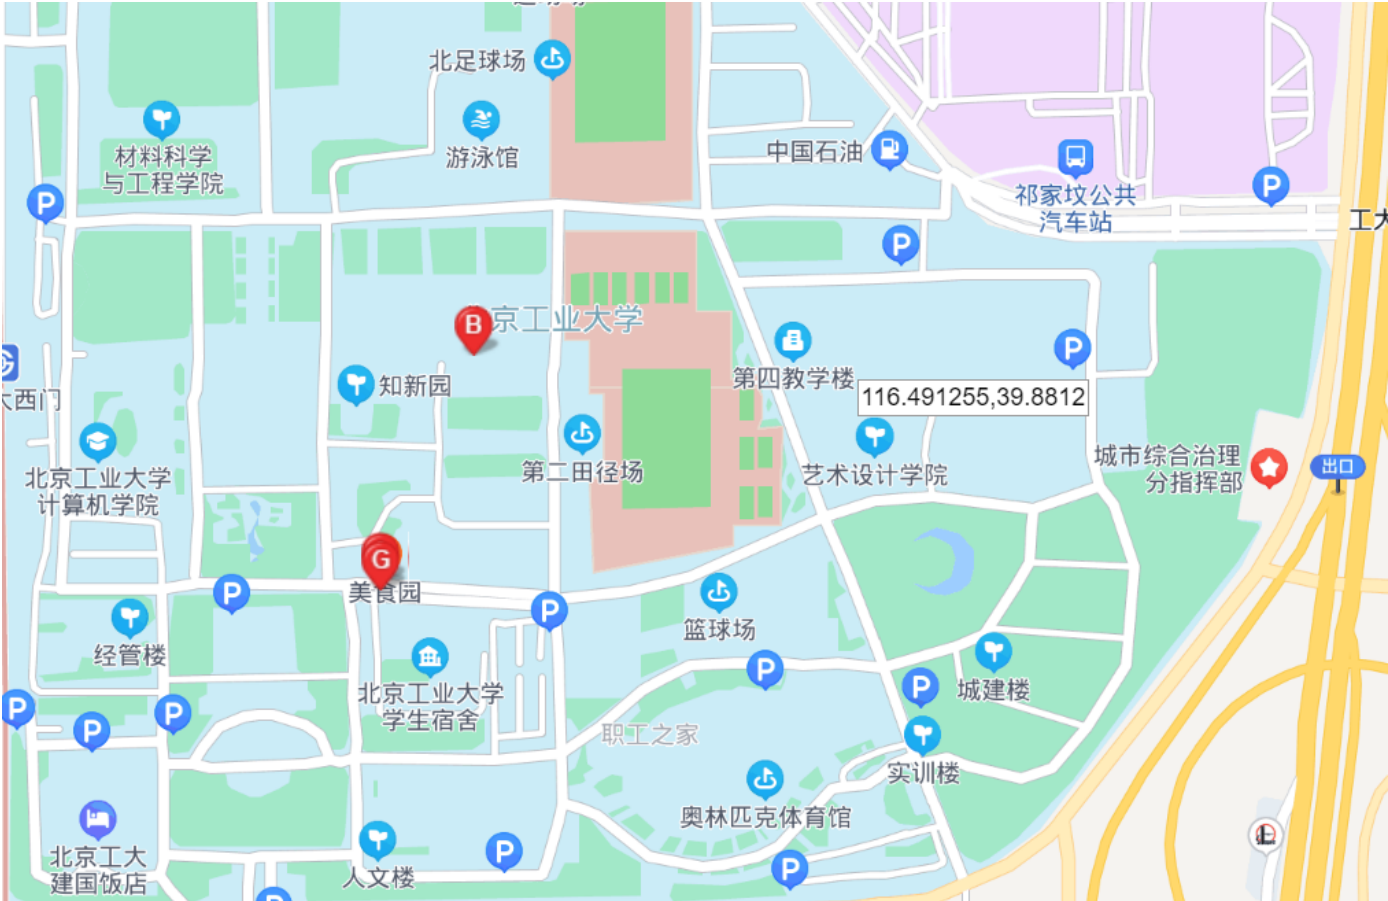 北足球场
材料科学
与工程学院
游泳馆
中国石油
祁家坟公共
汽车站
P
P
P
工大
B
京工业大学
大西门
知新园
第四教学楼
P
116.491255,39.8812
北京工业大学
计算机学院
第二田径场
艺术设计学院
城市综合治理
分指挥部
出口
G
美食园
P
P
经管楼
篮球场
北京工业大学
学生宿舍
P
P
城建楼
P
P
P
职工之家
实训楼
奥林匹克体育馆
北京工大
建国饭店
人文楼
P
P
P